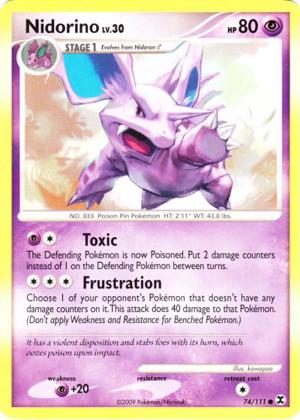 Nidorino LV.30 HP 80
STAGE 1 Evolves from Nidoran ♂
NO. 033 Poison Pin Pokémon HT: 2'11" WT: 43.0 lbs.
Toxic
The Defending Pokémon is now Poisoned. Put 2 damage counters
instead of 1 on the Defending Pokémon between turns.
Frustration
Choose 1 of your opponent's Pokémon that doesn't have any
damage counters on it. This attack does 40 damage to that Pokémon.
(Don't apply Weakness and Resistance for Benched Pokémon.)
It has a violent disposition and stabs foes with its horn, which
oozes poison upon impact.
illus. kawayoo
weakness resistance retreat cost
+20
©2009 Pokémon/Nintendo 74/111 ●